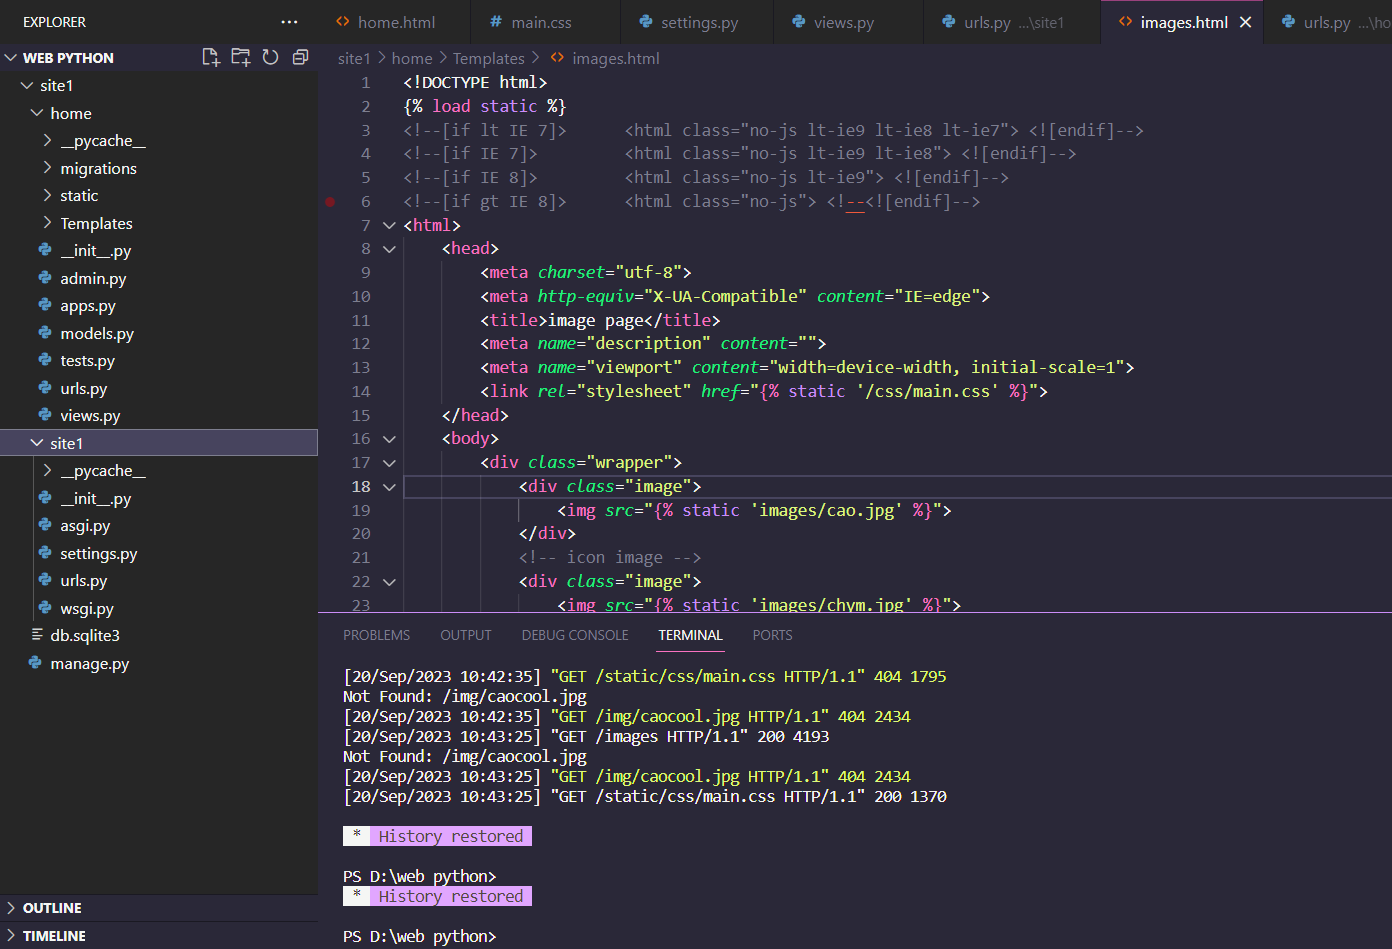 EXPLORER
WEB PYTHON
site1
home
__pycache__
migrations
static
Templates
__init__.py
admin.py
apps.py
models.py
tests.py
urls.py
views.py
site1
__pycache__
__init__.py
asgi.py
settings.py
urls.py
wsgi.py
db.sqlite3
manage.py
OUTLINE
TIMELINE
home.html
main.css
settings.py
views.py
urls.py ...\site1
images.html
urls.py ...\ho
site1 > home > Templates > images.html
1 <!DOCTYPE html>
2 {% load static %}
3 <!--[if lt IE 7]>      <html class="no-js lt-ie9 lt-ie8 lt-ie7"> <![endif]-->
4 <!--[if IE 7]>         <html class="no-js lt-ie9 lt-ie8"> <![endif]-->
5 <!--[if IE 8]>         <html class="no-js lt-ie9"> <![endif]-->
6 <!--[if gt IE 8]>      <html class="no-js"> <!--<![endif]-->
7 <html>
8     <head>
9         <meta charset="utf-8">
10         <meta http-equiv="X-UA-Compatible" content="IE=edge">
11         <title>image page</title>
12         <meta name="description" content="">
13         <meta name="viewport" content="width=device-width, initial-scale=1">
14         <link rel="stylesheet" href="{% static '/css/main.css' %}">
15     </head>
16     <body>
17         <div class="wrapper">
18             <div class="image">
19                 <img src="{% static 'images/cao.jpg' %}">
20             </div>
21             <!-- icon image -->
22             <div class="image">
23                 <img src="{% static 'images/chym.jpg' %}">
PROBLEMS OUTPUT DEBUG CONSOLE TERMINAL PORTS
[20/Sep/2023 10:42:35] "GET /static/css/main.css HTTP/1.1" 404 1795
Not Found: /img/caocool.jpg
[20/Sep/2023 10:42:35] "GET /img/caocool.jpg HTTP/1.1" 404 2434
[20/Sep/2023 10:43:25] "GET /images HTTP/1.1" 200 4193
Not Found: /img/caocool.jpg
[20/Sep/2023 10:43:25] "GET /img/caocool.jpg HTTP/1.1" 404 2434
[20/Sep/2023 10:43:25] "GET /static/css/main.css HTTP/1.1" 200 1370
* History restored
PS D:\web python>
* History restored
PS D:\web python>